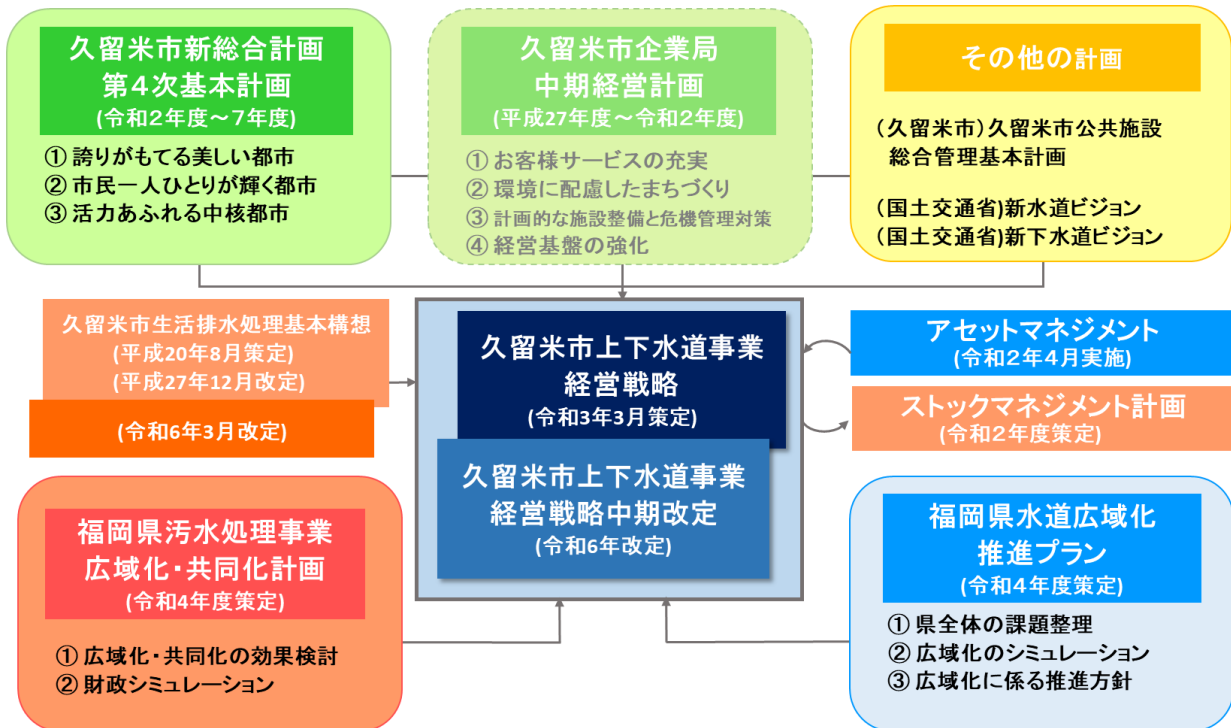 久留米市新総合計画
第４次基本計画
(令和２年度～７年度)
① 誇りがもてる美しい都市
② 市民一人ひとりが輝く都市
③ 活力あふれる中核都市
久留米市企業局
中期経営計画
(平成27年度～令和２年度)
① お客様サービスの充実
② 環境に配慮したまちづくり
③ 計画的な施設整備と危機管理対策
④ 経営基盤の強化
その他の計画
(久留米市)久留米市公共施設
総合管理基本計画
(国土交通省)新水道ビジョン
(国土交通省)新下水道ビジョン
久留米市生活排水処理基本構想
(平成20年8月策定)
(平成27年12月改定)
(令和6年3月改定)
久留米市上下水道事業
経営戦略
(令和3年3月策定)
久留米市上下水道事業
経営戦略中期改定
(令和6年改定)
アセットマネジメント
(令和２年４月実施)
ストックマネジメント計画
(令和２年度策定)
福岡県汚水処理事業
広域化・共同化計画
(令和4年度策定)
① 広域化・共同化の効果検討
② 財政シミュレーション
福岡県水道広域化
推進プラン
(令和４年度策定)
① 県全体の課題整理
② 広域化のシミュレーション
③ 広域化に係る推進方針